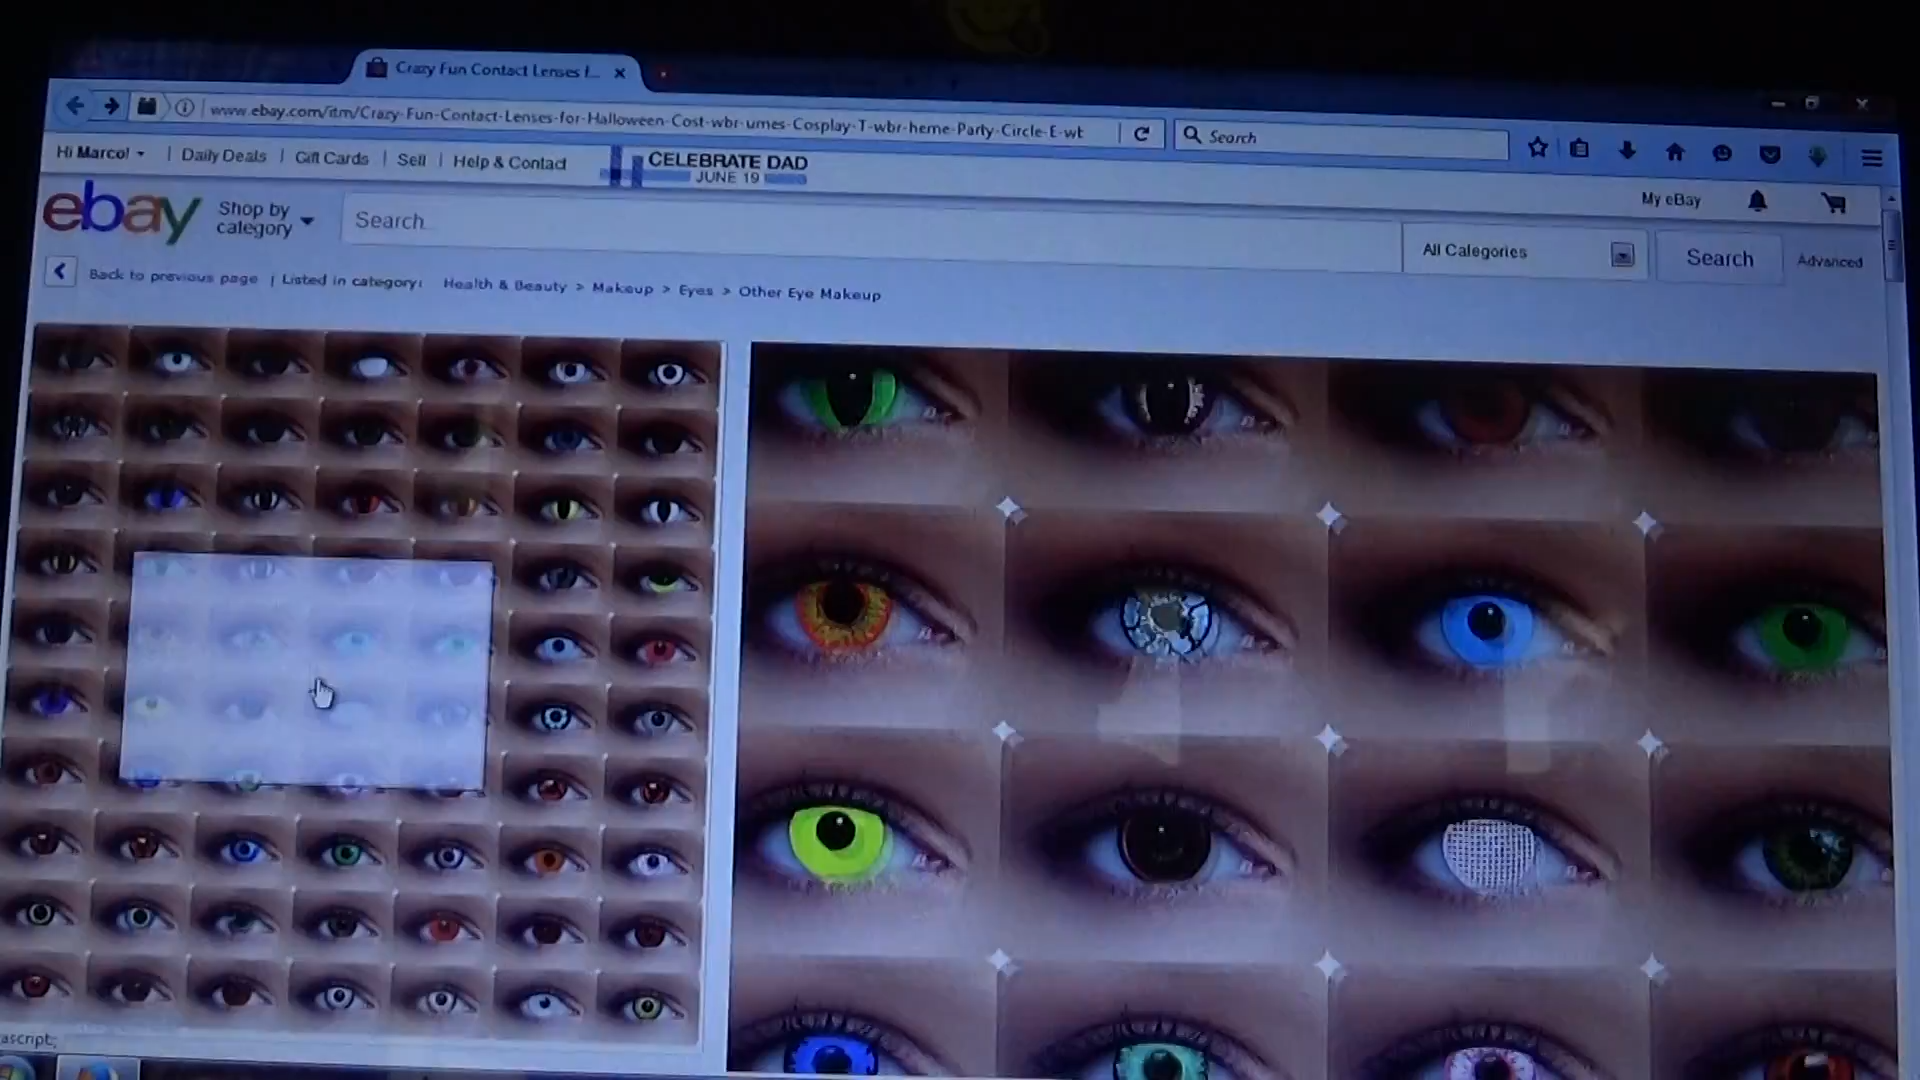 Crazy Fun Contact Lenses f...
www.ebay.com/itm/Crazy-Fun-Contact-Lenses-for-Halloween-Cost-wbr-umes-Cosplay-T-wbr-heme-Party-Circle-E-wb
Search
Hi Marco! | Daily Deals | Gift Cards | Sell | Help & Contact
CELEBRATE DAD
JUNE 19
My eBay
ebay
Shop by
category
Search...
All Categories
Search
Advanced
Back to previous page | Listed in category: Health & Beauty > Makeup > Eyes > Other Eye Makeup
ascript;